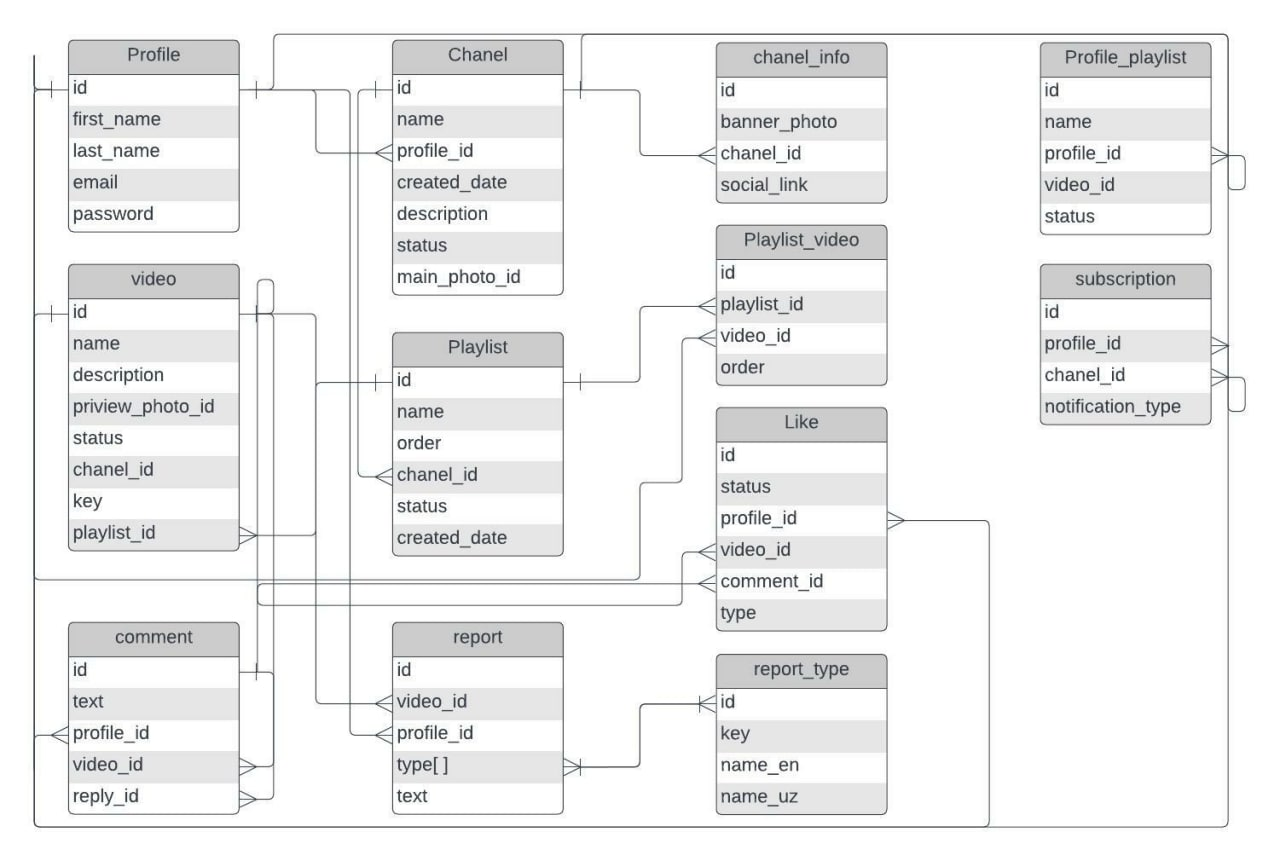 Profile
id
first_name
last_name
email
password
Chanel
id
name
profile_id
created_date
description
status
main_photo_id
chanel_info
id
banner_photo
chanel_id
social_link
Profile_playlist
id
name
profile_id
video_id
status
video
id
name
description
priview_photo_id
status
chanel_id
key
playlist_id
Playlist
id
name
order
chanel_id
status
created_date
Playlist_video
id
playlist_id
video_id
order
subscription
id
profile_id
chanel_id
notification_type
Like
id
status
profile_id
video_id
comment_id
type
comment
id
text
profile_id
video_id
reply_id
report
id
video_id
profile_id
type[ ]
text
report_type
id
key
name_en
name_uz